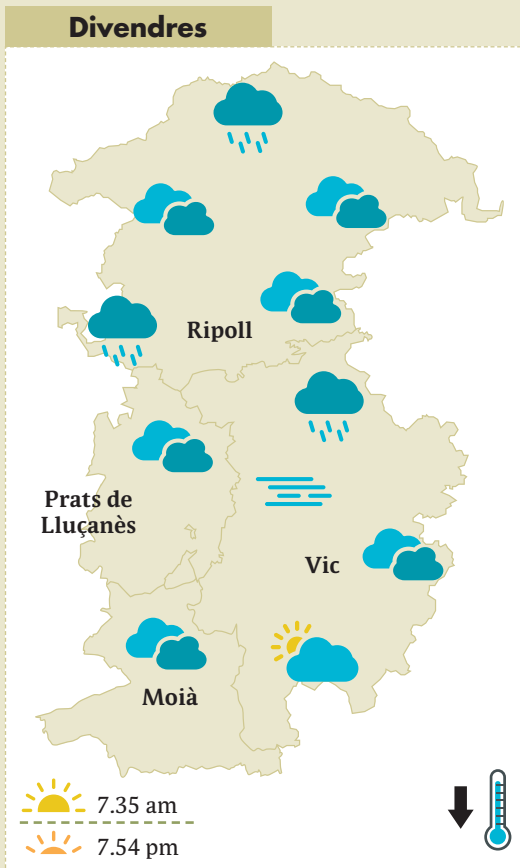 Divendres
Ripoll
Prats de
Lluçanès
Vic
Moià
7.35 am
7.54 pm